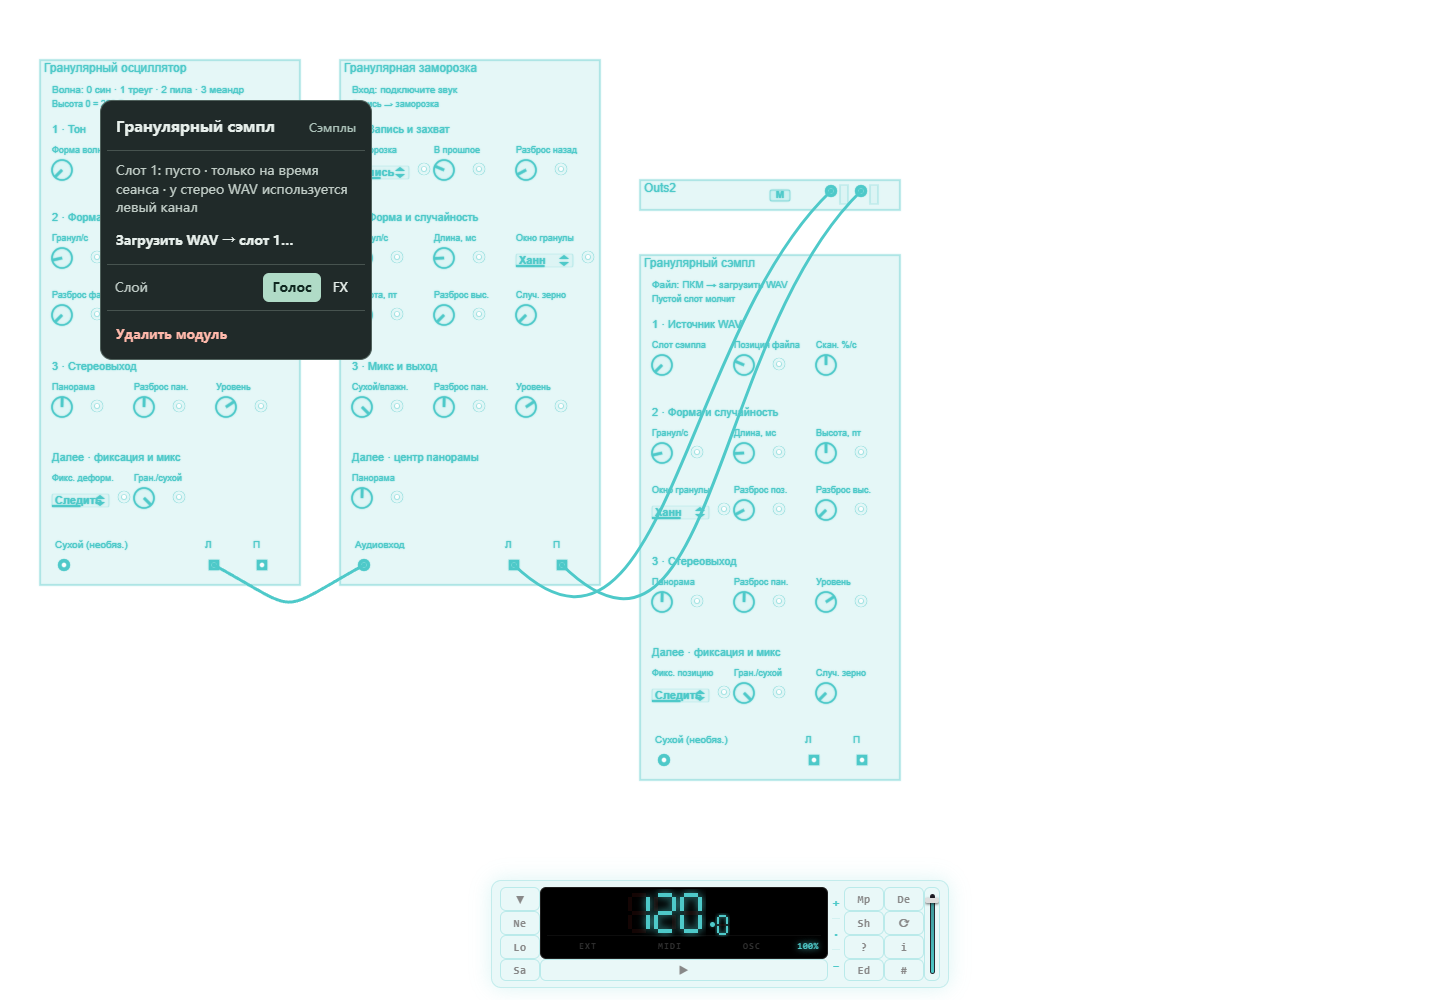 Гранулярный осциллятор
Волна: 0 син · 1 треуг · 2 пила · 3 меандр
Высота 0 =
1 · Тон
2 · Форма
Гранул/с
3 · Стереовыход
Панорама
Разброс пан.
Уровень
Далее · фиксация и микс
Фикс. деформ.
Гран./сухой
Следить
Сухой (необяз.)
Л
П
Гранулярный сэмпл
Сэмплы
Слот 1: пусто · только на время
сеанса · у стерео WAV используется
левый канал
Загрузить WAV → слот 1...
Слой
Голос
FX
Удалить модуль
Гранулярная заморозка
Вход: подключите звук
→ заморозка
Запись и захват
В прошлое
Разброс назад
Форма и случайность
Длина, мс
Окно гранулы
Ханн
Разброс выс.
Случ. зерно
3 · Микс и выход
Сухой/влажн.
Разброс пан.
Уровень
Далее · центр панорамы
Панорама
Аудиовход
Л
П
Outs2
M
Гранулярный сэмпл
Файл: ПКМ → загрузить WAV
Пустой слот молчит
1 · Источник WAV
Слот сэмпла
Позиция файла
Скан. %/с
2 · Форма и случайность
Гранул/с
Длина, мс
Высота, пт
Окно гранулы
Разброс поз.
Разброс выс.
Ханн
3 · Стереовыход
Панорама
Разброс пан.
Уровень
Далее · фиксация и микс
Фикс. позицию
Гран./сухой
Случ. зерно
Следить
Сухой (необяз.)
Л
П
Ne
Lo
Sa
120.0
EXT
MIDI
OSC
100%
+
-
Mp
De
Sh
?
i
Ed
#